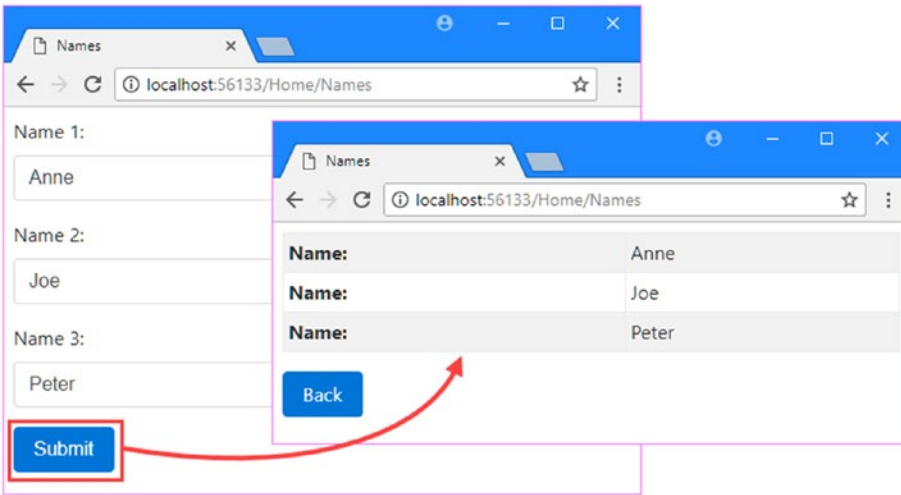 Names
localhost:56133/Home/Names
Name 1:
Anne
Name 2:
Joe
Name 3:
Peter
Submit
Names
localhost:56133/Home/Names
Name: Anne
Name: Joe
Name: Peter
Back